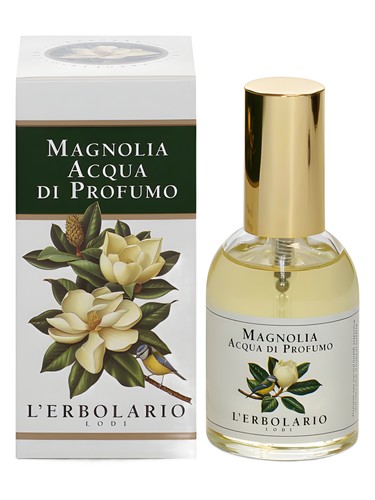 MAGNOLIA
ACQUA
DI PROFUMO
L'ERBOLARIO
LODI
MAGNOLIA
ACQUA DI PROFUMO
L'ERBOLARIO
LODI